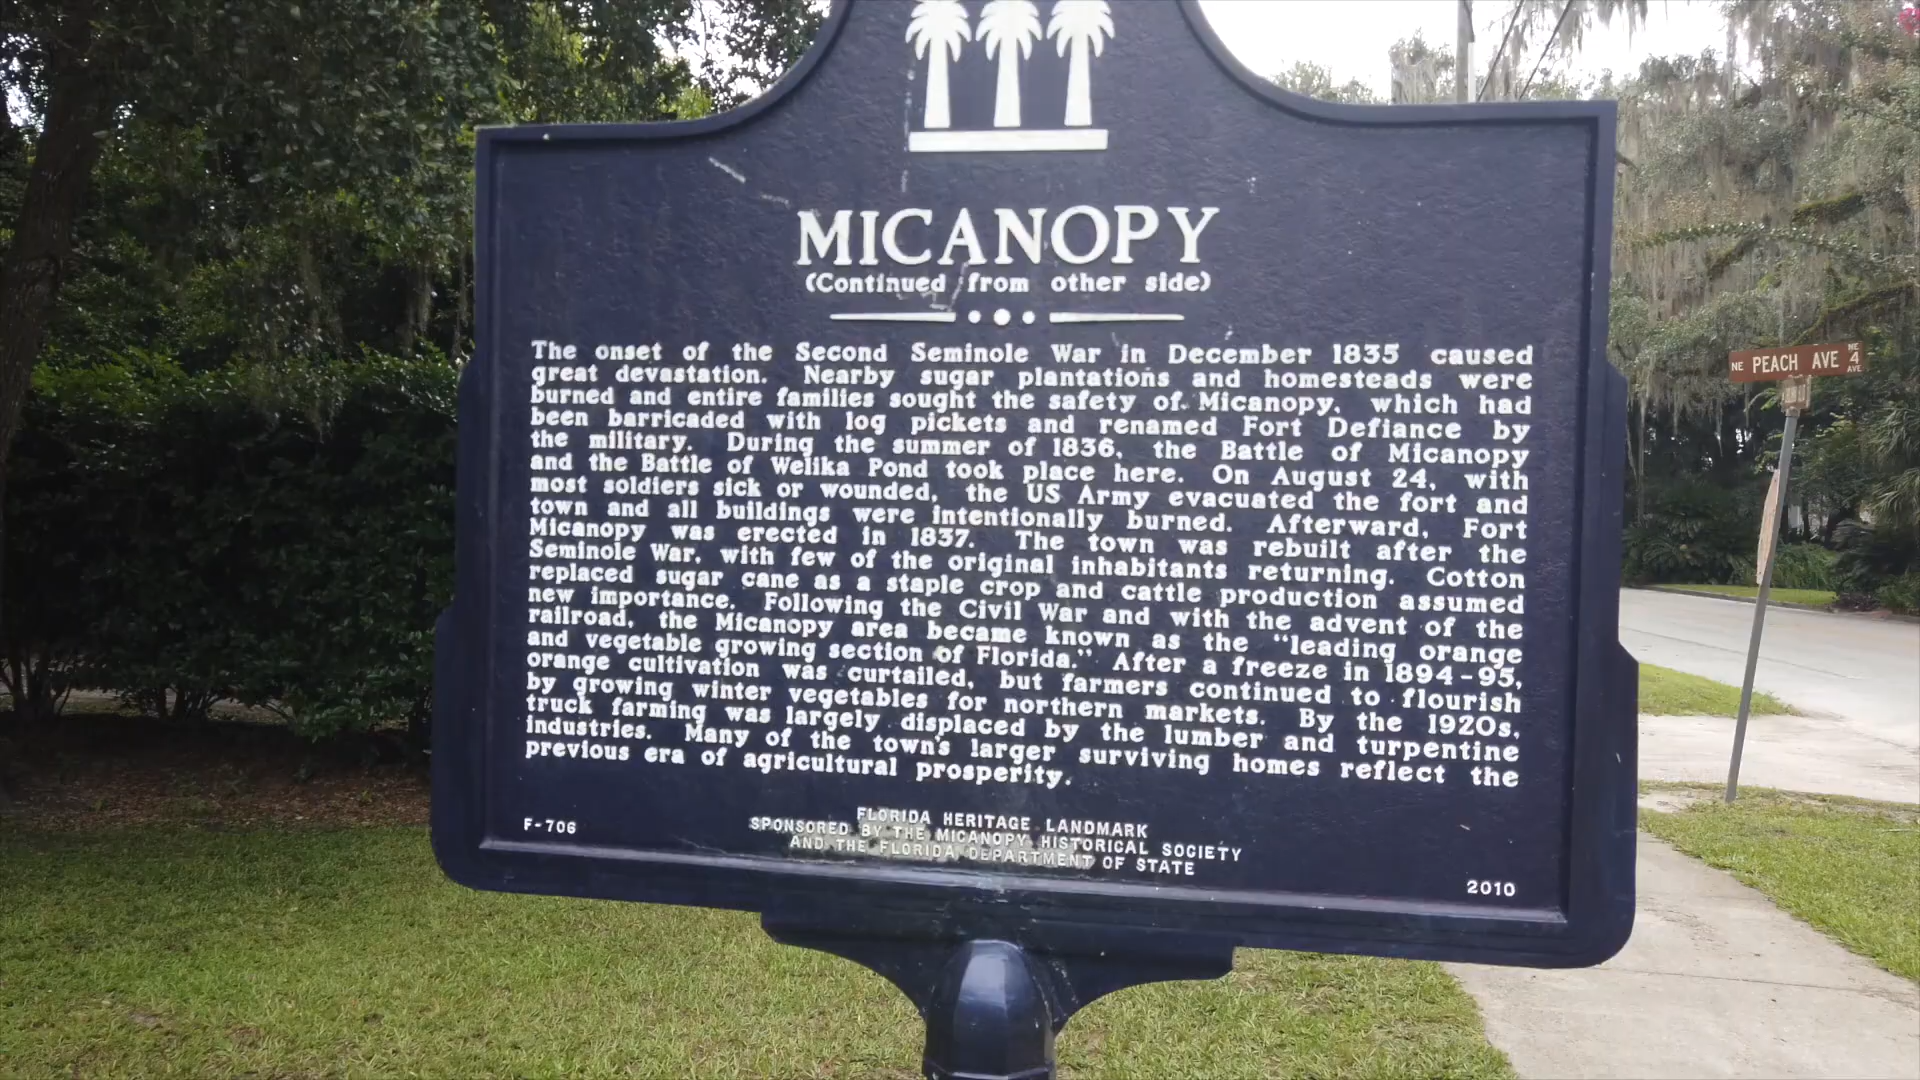 MICANOPY
(Continued from other side)
The onset of the Second Seminole War in December 1835 caused
great devastation. Nearby sugar plantations and homesteads were
burned and entire families sought the safety of Micanopy, which had
been barricaded with log pickets and renamed Fort Defiance by
the military. During the summer of 1836, the Battle of Micanopy
and the Battle of Welika Pond took place here. On August 24, with
most soldiers sick or wounded, the US Army evacuated the fort and
town and all buildings were intentionally burned. Afterward, Fort
Micanopy was erected in 1837. The town was rebuilt after the
Seminole War, with few of the original inhabitants returning. Cotton
replaced sugar cane as a staple crop and cattle production assumed
new importance. Following the Civil War and with the advent of the
railroad, the Micanopy area became known as the "leading orange
and vegetable growing section of Florida." After a freeze in 1894-95,
orange cultivation was curtailed, but farmers continued to flourish
by growing winter vegetables for northern markets. By the 1920s,
truck farming was largely displaced by the lumber and turpentine
industries. Many of the town's larger surviving homes reflect the
previous era of agricultural prosperity.
FLORIDA HERITAGE LANDMARK
F-706
SPONSORED BY THE MICANOPY HISTORICAL SOCIETY
AND THE FLORIDA DEPARTMENT OF STATE
2010
NE PEACH AVE NE 4 AVE